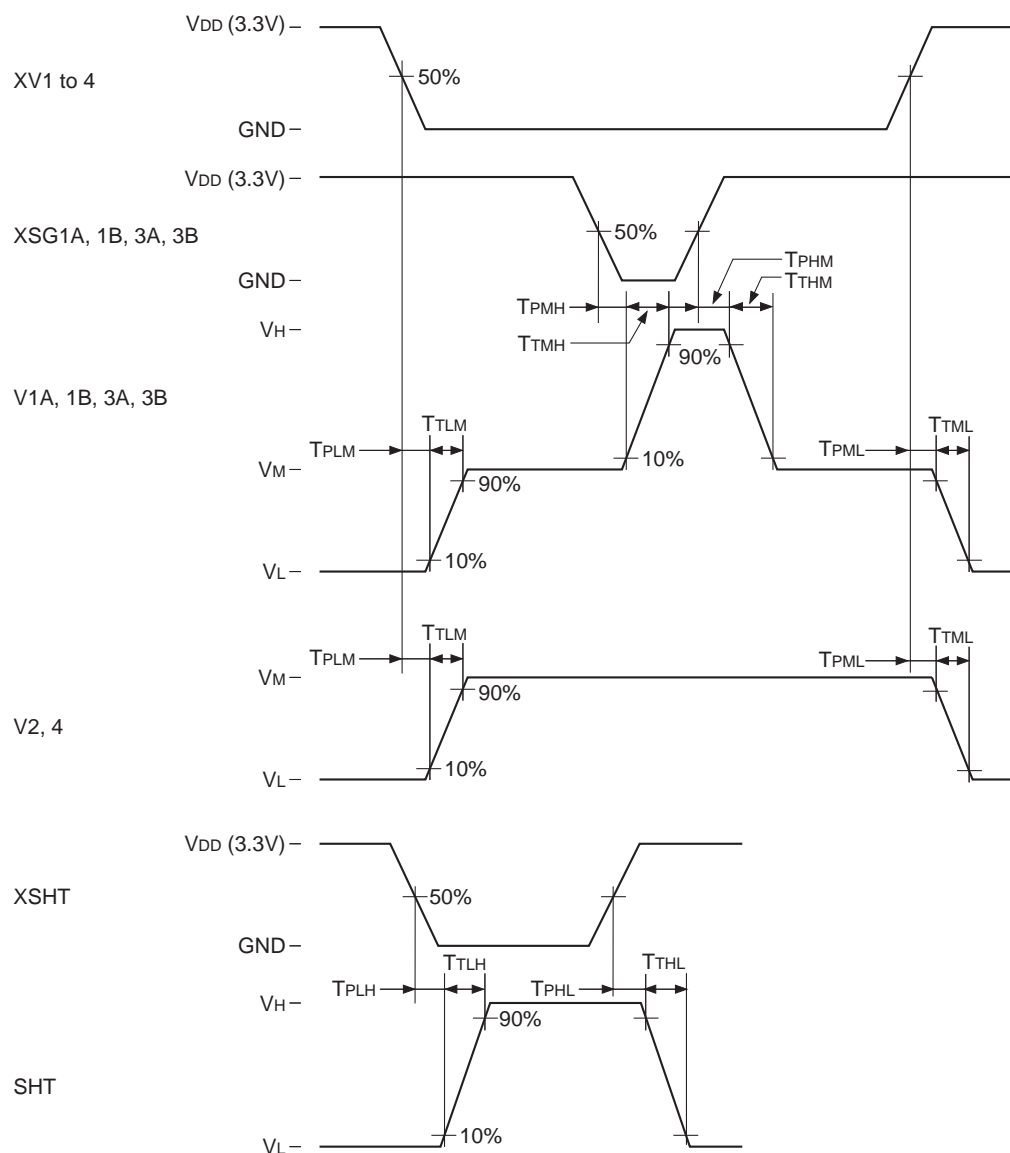 VDD (3.3V)
XV1 to 4
50%
GND
VDD (3.3V)
XSG1A, 1B, 3A, 3B
50%
GND
TPHM
TTHM
TPMH
TTMH
VH
90%
V1A, 1B, 3A, 3B
TTLM
TPLM
TTML
TPML
VM
10%
90%
10%
VL
TTLM
TPLM
TTML
TPML
VM
90%
V2, 4
10%
VL
VDD (3.3V)
XSHT
50%
GND
TTLH
TTHL
TPLH
TPHL
VH
90%
SHT
10%
VL